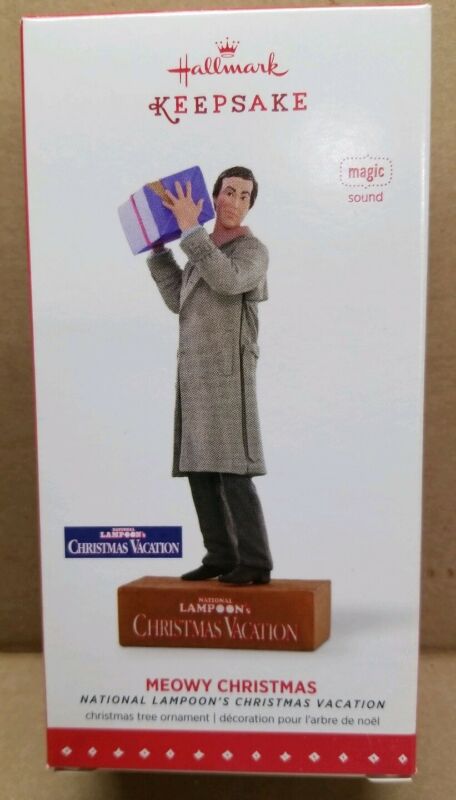 Hallmark
KEEPSAKE
magic
sound
NATIONAL
LAMPOON's
CHRISTMAS VACATION
NATIONAL
LAMPOON's
CHRISTMAS VACATION
MEOWY CHRISTMAS
NATIONAL LAMPOON'S CHRISTMAS VACATION
christmas tree ornament | décoration pour l'arbre de noël